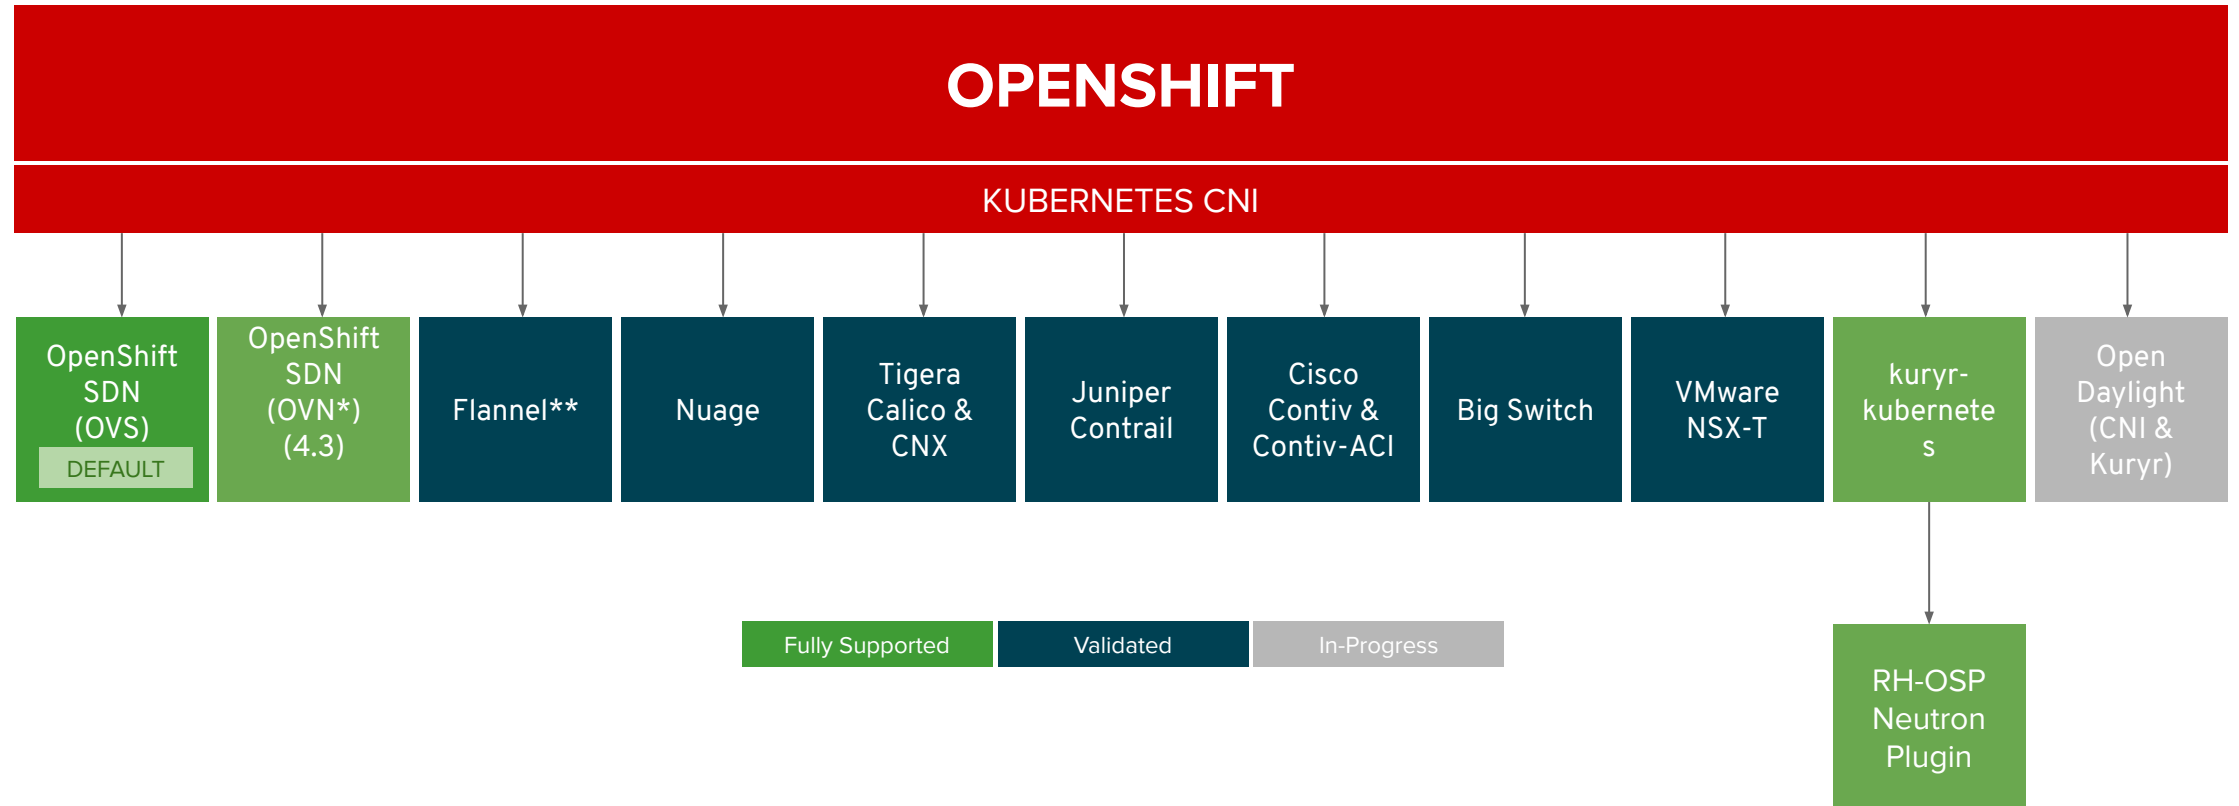 OPENSHIFT
KUBERNETES CNI
OpenShift
SDN
(OVS)
DEFAULT
OpenShift
SDN
(OVN*)
(4.3)
Flannel**
Nuage
Tigera
Calico &
CNX
Juniper
Contrail
Cisco
Contiv &
Contiv-ACI
Big Switch
VMware
NSX-T
kuryr-
kubernete
s
Open
Daylight
(CNI &
Kuryr)
Fully Supported
Validated
In-Progress
RH-OSP
Neutron
Plugin